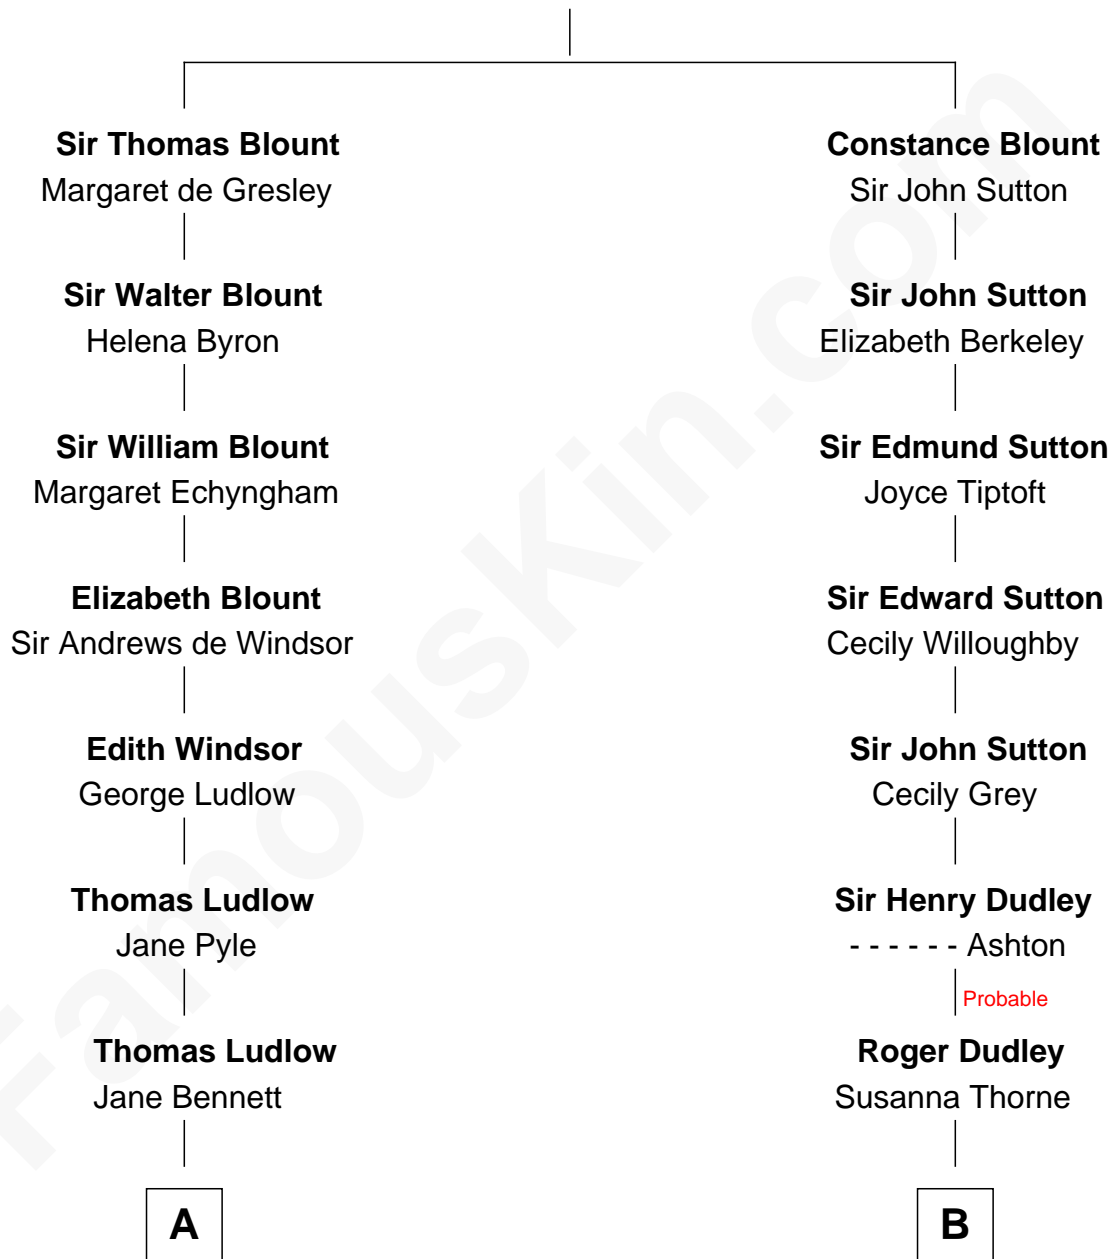 Sir Thomas Blount
Margaret de Gresley
Sir Walter Blount
Helena Byron
Sir William Blount
Margaret Echyngham
Elizabeth Blount
Sir Andrews de Windsor
Edith Windsor
George Ludlow
Thomas Ludlow
Jane Pyle
Thomas Ludlow
Jane Bennett
A
Constance Blount
Sir John Sutton
Sir John Sutton
Elizabeth Berkeley
Sir Edmund Sutton
Joyce Tiptoft
Sir Edward Sutton
Cecily Willoughby
Sir John Sutton
Cecily Grey
Sir Henry Dudley
- - - - - - Ashton
Probable
Roger Dudley
Susanna Thorne
B
FamousKin.com